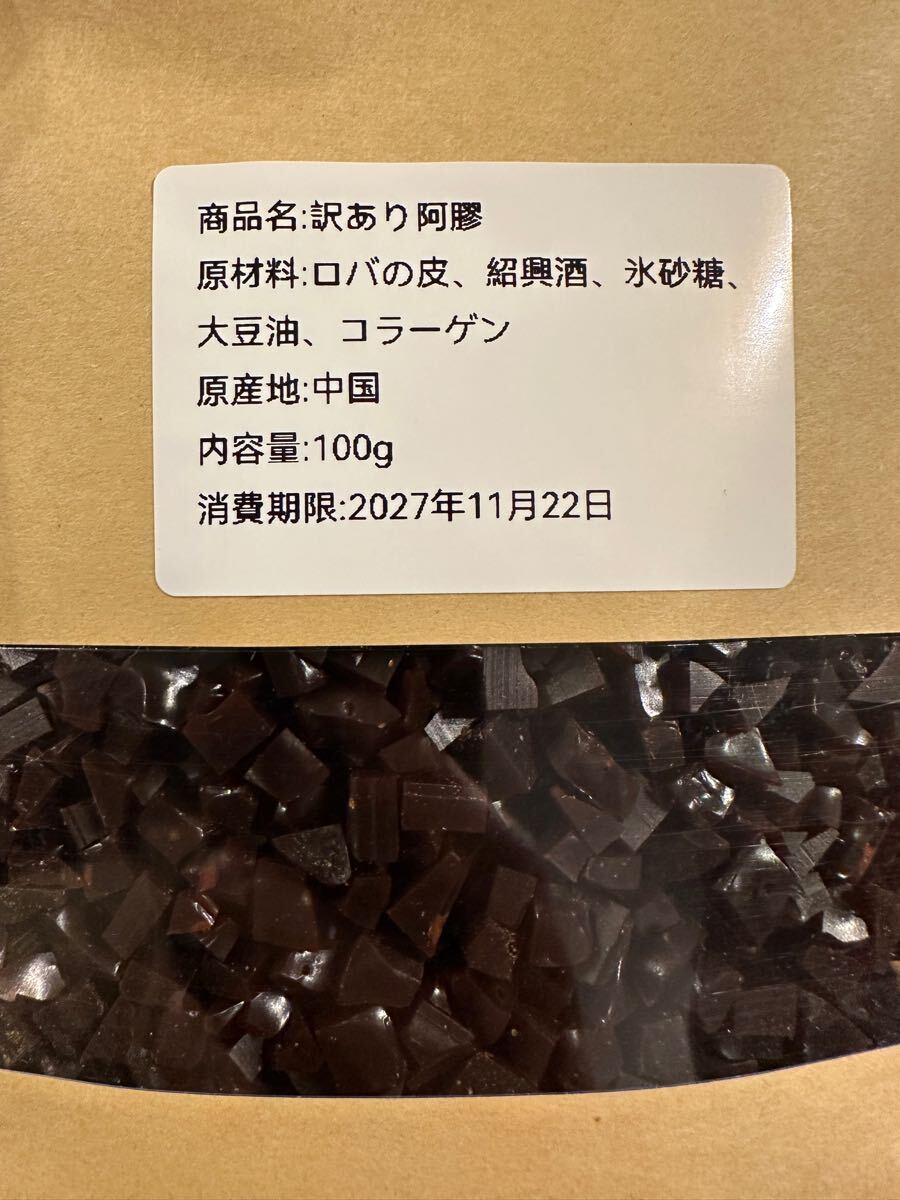 商品名:訳あり阿膠
原材料:ロバの皮、紹興酒、氷砂糖、
大豆油、コラーゲン
原産地:中国
内容量:100g
消費期限:2027年11月22日